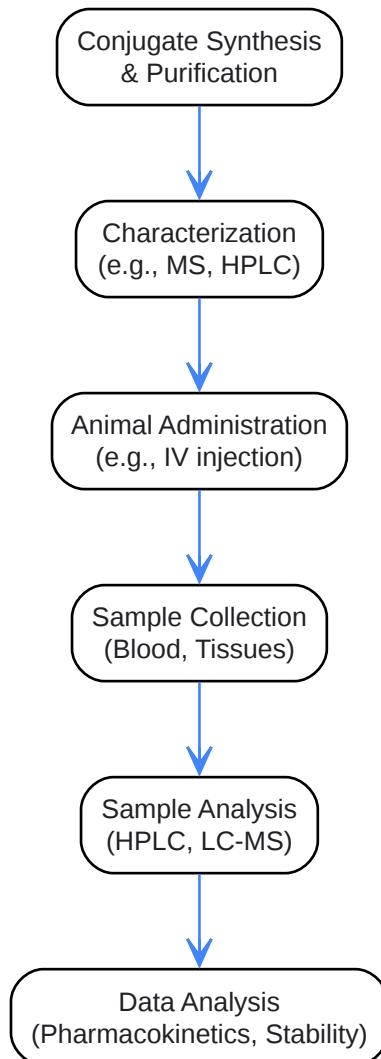 Conjugate Synthesis
& Purification
Characterization
(e.g., MS, HPLC)
Animal Administration
(e.g., IV injection)
Sample Collection
(Blood, Tissues)
Sample Analysis
(HPLC, LC-MS)
Data Analysis
(Pharmacokinetics, Stability)